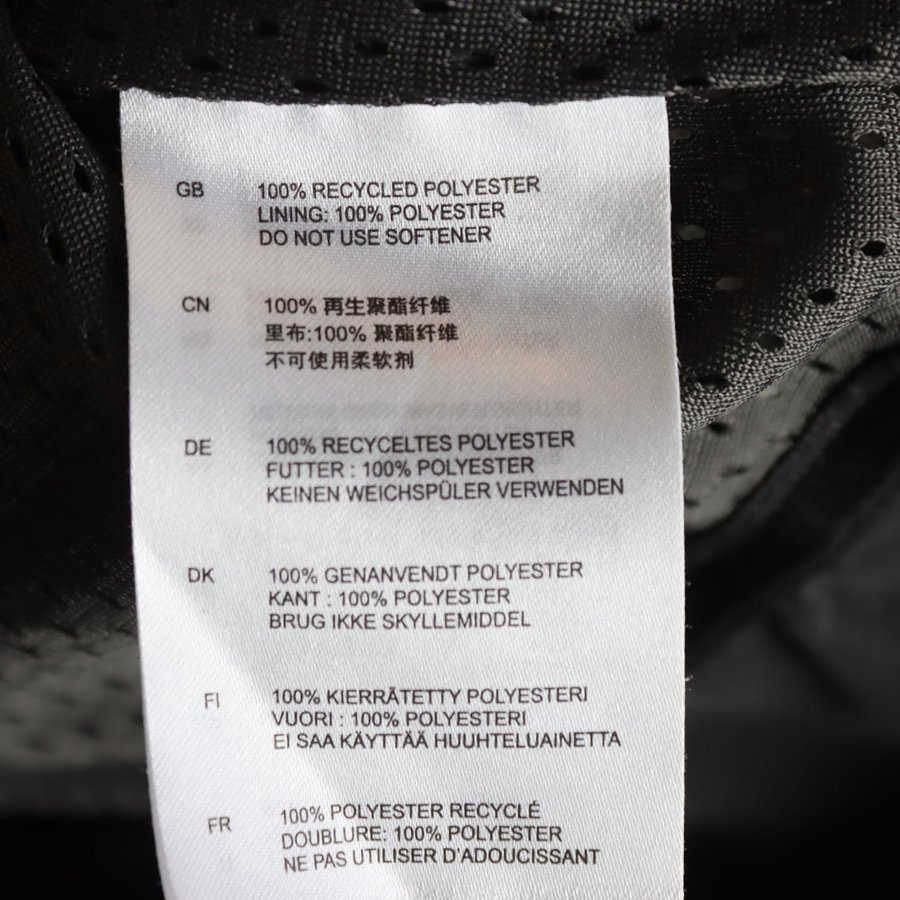 GB 100% RECYCLED POLYESTER
LINING: 100% POLYESTER
DO NOT USE SOFTENER
CN 100% 再生聚酯纤维
里布:100% 聚酯纤维
不可使用柔软剂
DE 100% RECYCELTES POLYESTER
FUTTER : 100% POLYESTER
KEINEN WEICHSPÜLER VERWENDEN
DK 100% GENANVENDT POLYESTER
KANT : 100% POLYESTER
BRUG IKKE SKYLLEMIDDEL
FI 100% KIERRÄTETTY POLYESTERI
VUORI : 100% POLYESTERI
EI SAA KÄYTTÄÄ HUUHTELUAINETTA
FR 100% POLYESTER RECYCLÉ
DOUBLURE: 100% POLYESTER
NE PAS UTILISER D'ADOUCISSANT